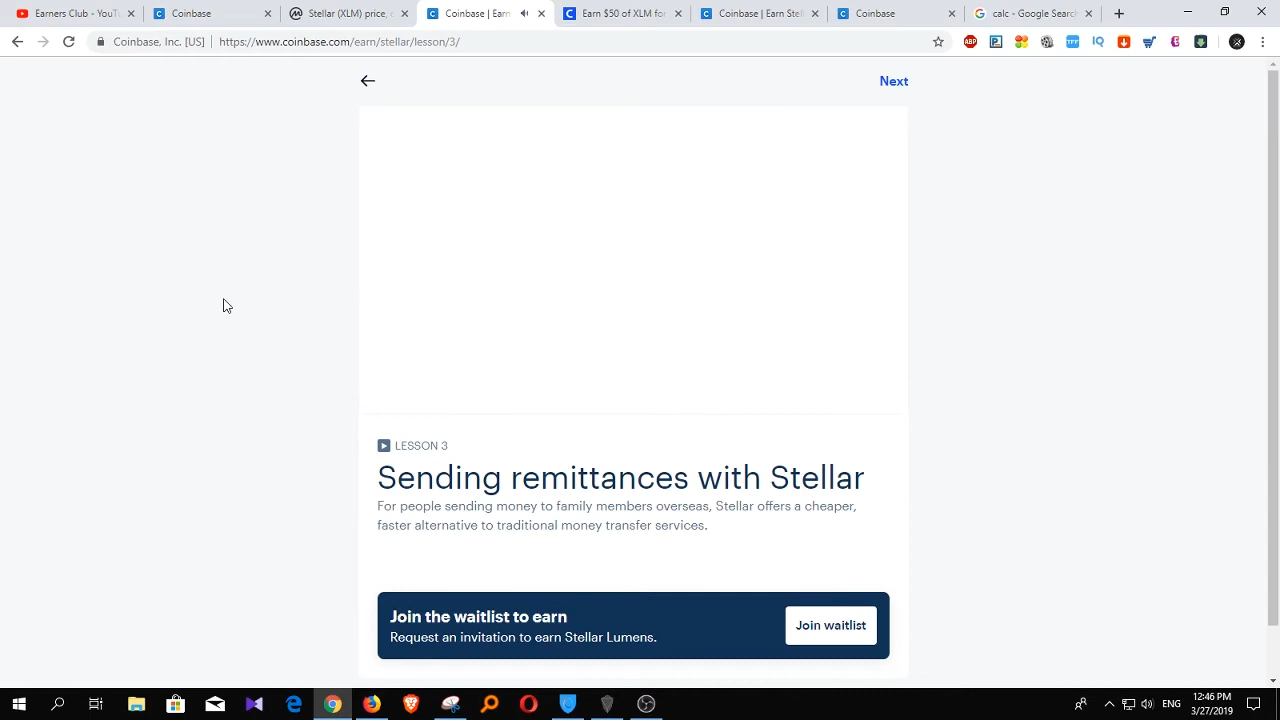 Earners Club - YouT
Coinbase
Stellar (XLM) price,
Coinbase | Earn
Earn $50 of XLM for
Coinbase | Earn Stell
Coinbase
calc - Google Search
Coinbase, Inc. [US]
https://www.coinbase.com/earn/stellar/lesson/3/
ABP
TFF
IQ
Next
LESSON 3
Sending remittances with Stellar
For people sending money to family members overseas, Stellar offers a cheaper,
faster alternative to traditional money transfer services.
Join the waitlist to earn
Request an invitation to earn Stellar Lumens.
Join waitlist
ENG
12:46 PM
3/27/2019